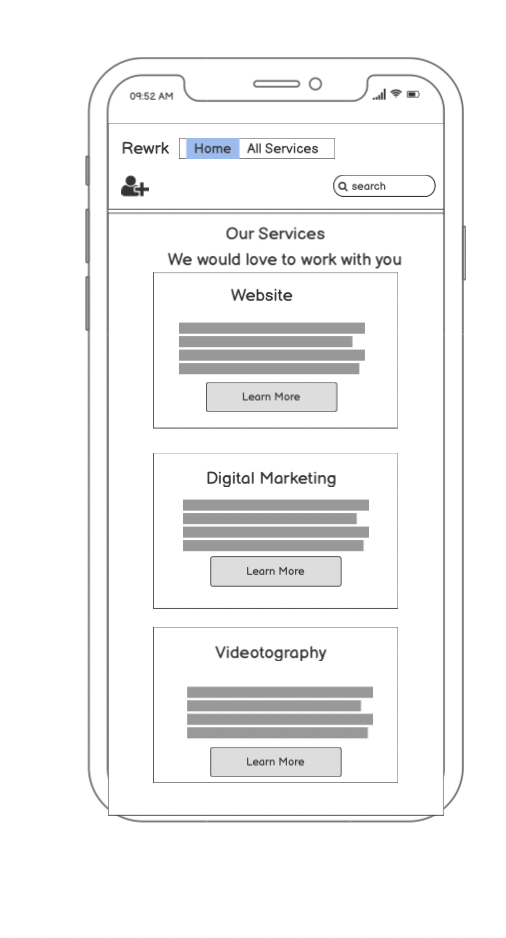 09:52 AM
Rewrk Home All Services
search
Our Services
We would love to work with you
Website
Learn More
Digital Marketing
Learn More
Videotography
Learn More